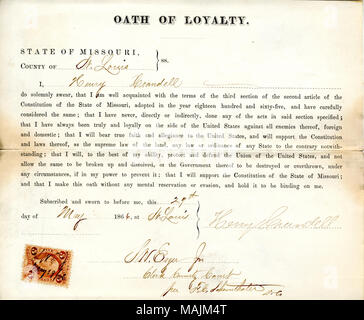 OATH OF LOYALTY.
STATE OF MISSOURI,
COUNTY OF St. Louis } ss.
I, Henry Crandell
do solemnly swear, that I am well acquainted with the terms of the third section of the second article of the
Constitution of the State of Missouri, adopted in the year eighteen hundred and sixty-five, and have carefully
considered the same; that I have never, directly or indirectly, done any of the acts in said section specified;
that I have always been truly and loyally on the side of the United States against all enemies thereof, foreign
and domestic; that I will bear true faith and allegiance to the United States, and will support the Constitution
and laws thereof, as the supreme law of the land, any law or ordinance of any State to the contrary notwith-
standing; that I will, to the best of my ability, protect and defend the Union of the United States, and not
allow the same to be broken up and dissolved, or the Government thereof to be destroyed or overthrown, under
any circumstances, if in my power to prevent it; that I will support the Constitution of the State of Missouri;
and that I make this oath without any mental reservation or evasion, and hold it to be binding on me.
Subscribed and sworn to before me, this 29th
day of May 1866, at St Louis } Henry Crandell
Clerk County Court
alamy
Image ID: MAJM4T
www.alamy.com